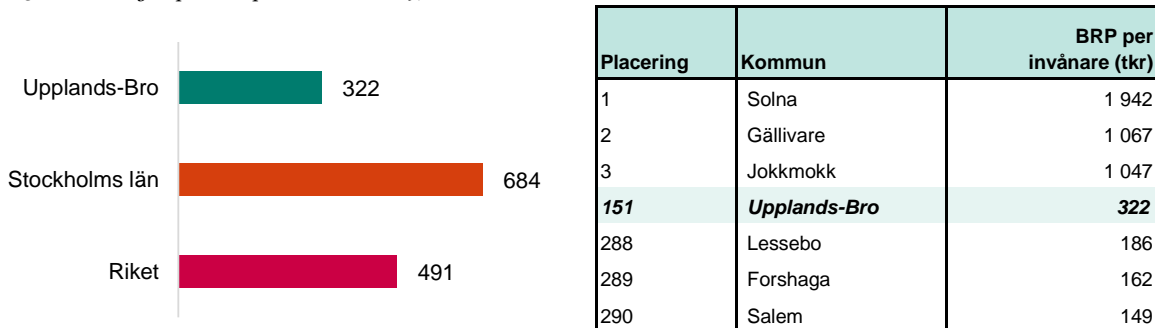 Upplands-Bro 322
Stockholms län 684
Riket 491
Placering Kommun BRP per invånare (tkr)
1 Solna 1 942
2 Gällivare 1 067
3 Jokkmokk 1 047
151 Upplands-Bro 322
288 Lessebo 186
289 Forshaga 162
290 Salem 149